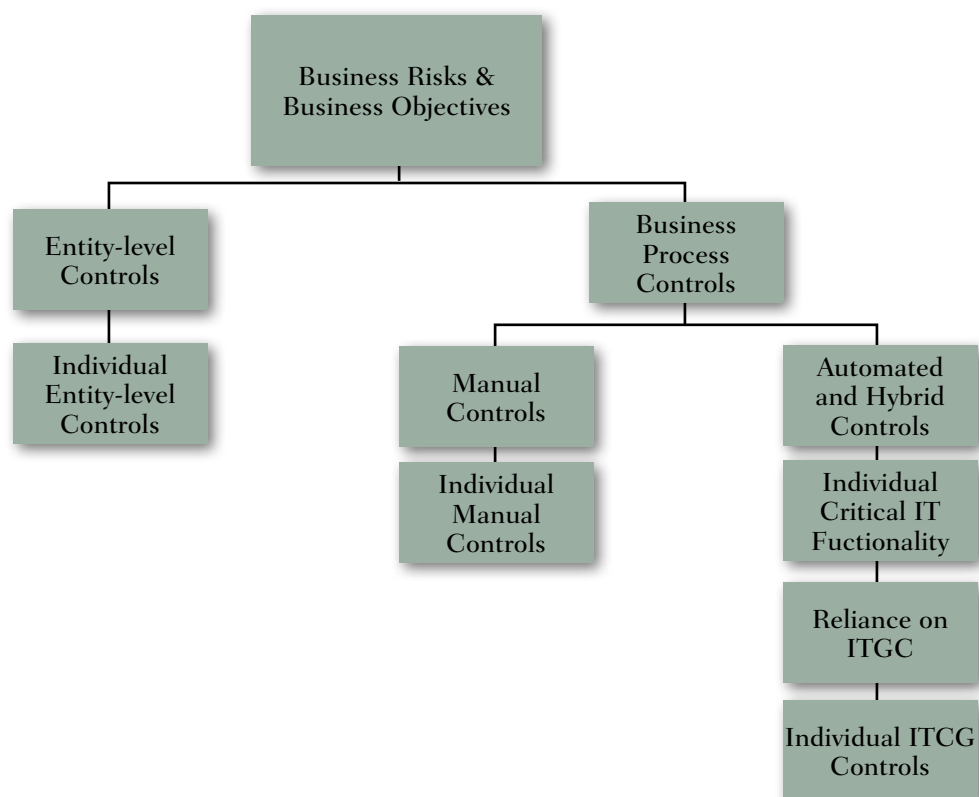 Business Risks &
Business Objectives
Entity-level
Controls
Individual
Entity-level
Controls
Business
Process
Controls
Manual
Controls
Individual
Manual
Controls
Automated
and Hybrid
Controls
Individual
Critical IT
Fuctionality
Reliance on
ITGC
Individual ITCG
Controls